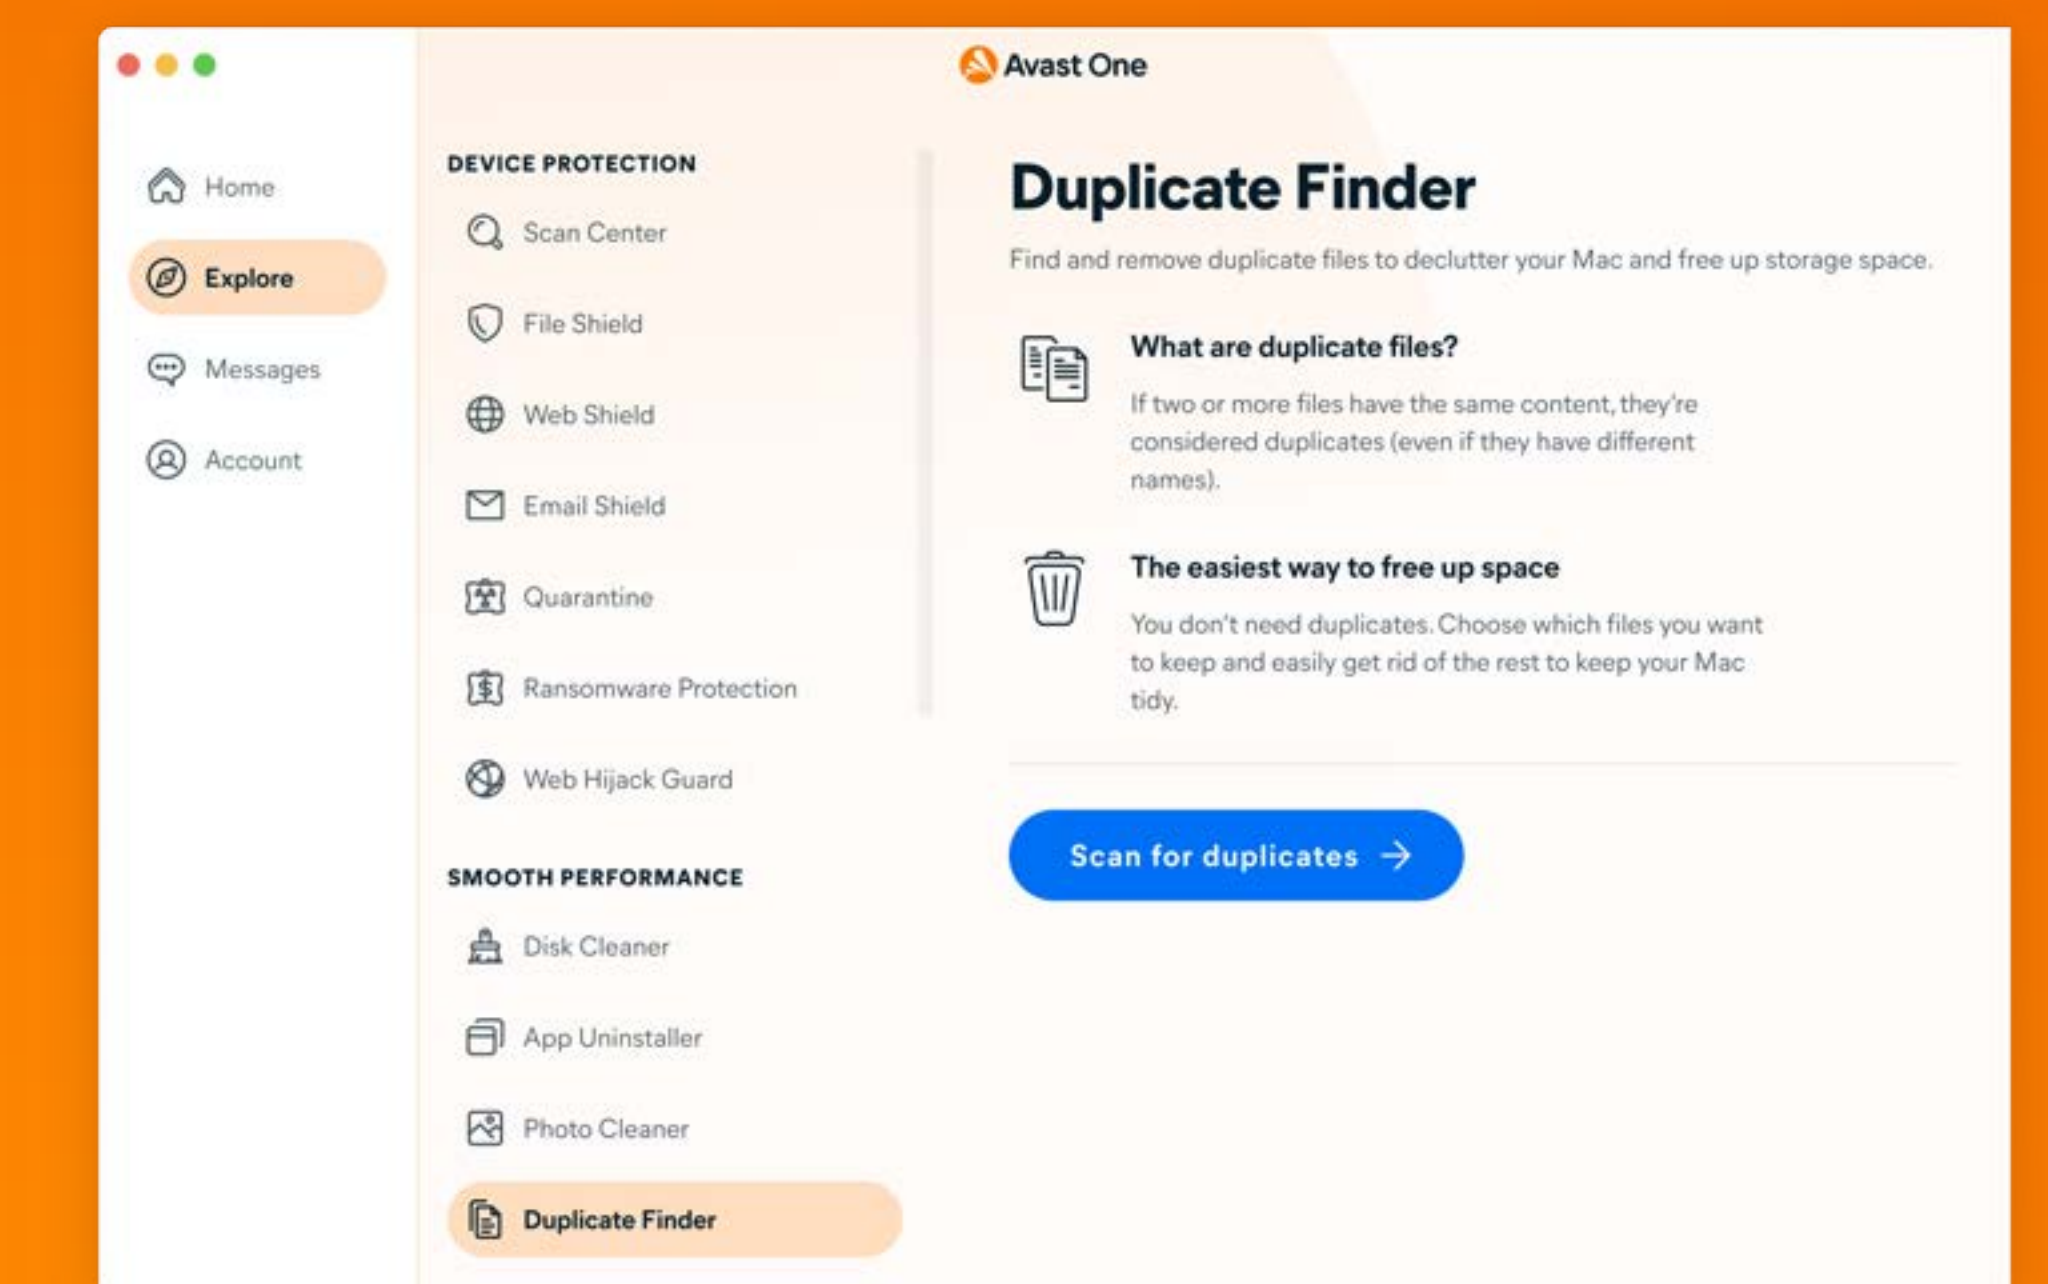 Avast One
Home
Explore
Messages
Account
DEVICE PROTECTION
Scan Center
File Shield
Web Shield
Email Shield
Quarantine
Ransomware Protection
Web Hijack Guard
SMOOTH PERFORMANCE
Disk Cleaner
App Uninstaller
Photo Cleaner
Duplicate Finder
Duplicate Finder
Find and remove duplicate files to declutter your Mac and free up storage space.
What are duplicate files?
If two or more files have the same content, they're
considered duplicates (even if they have different
names).
The easiest way to free up space
You don't need duplicates. Choose which files you want
to keep and easily get rid of the rest to keep your Mac
tidy.
Scan for duplicates →